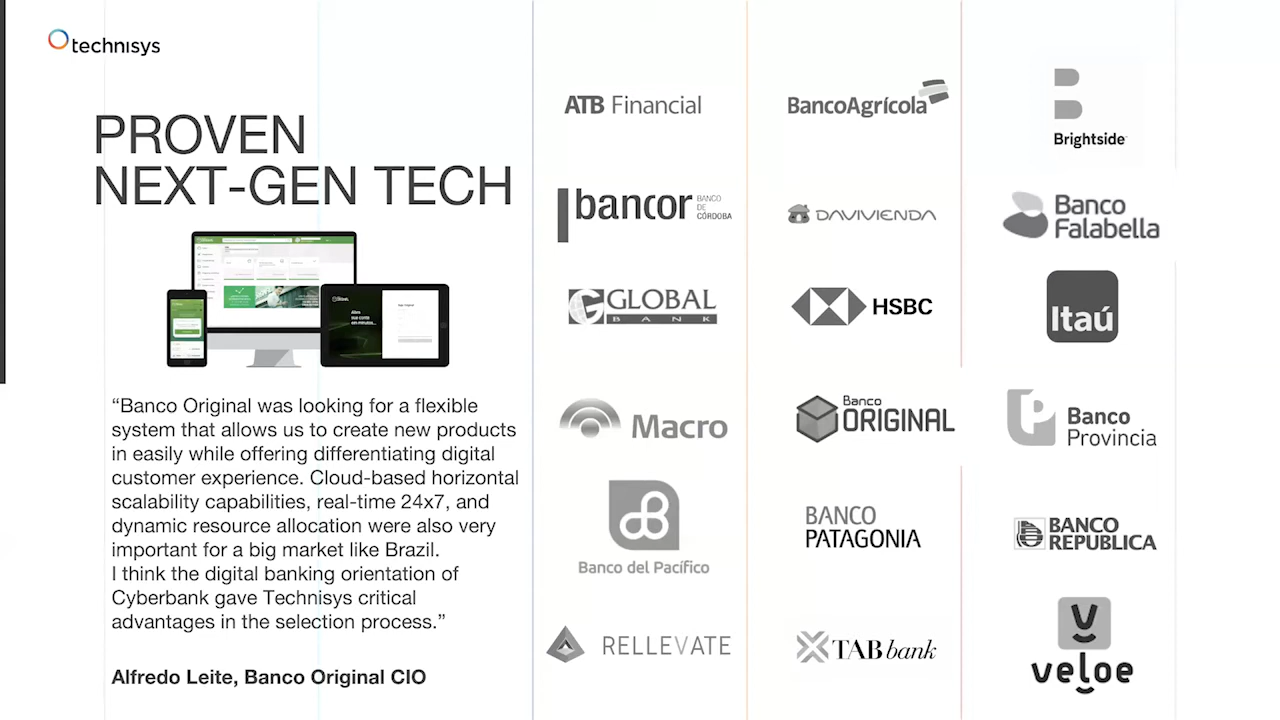 technisys
PROVEN
NEXT-GEN TECH
“Banco Original was looking for a flexible
system that allows us to create new products
in easily while offering differentiating digital
customer experience. Cloud-based horizontal
scalability capabilities, real-time 24x7, and
dynamic resource allocation were also very
important for a big market like Brazil.
I think the digital banking orientation of
Cyberbank gave Technisys critical
advantages in the selection process.”
Alfredo Leite, Banco Original CIO
ATB Financial
BancoAgrícola
Brightside
bancor
BANCO
DE
CÓRDOBA
DAVIVIENDA
Banco
Falabella
GLOBAL
BANK
HSBC
Itaú
Macro
Banco
ORIGINAL
Banco
Provincia
Banco del Pacífico
BANCO
PATAGONIA
BANCO
REPUBLICA
RELLEVATE
TAB bank
veloe